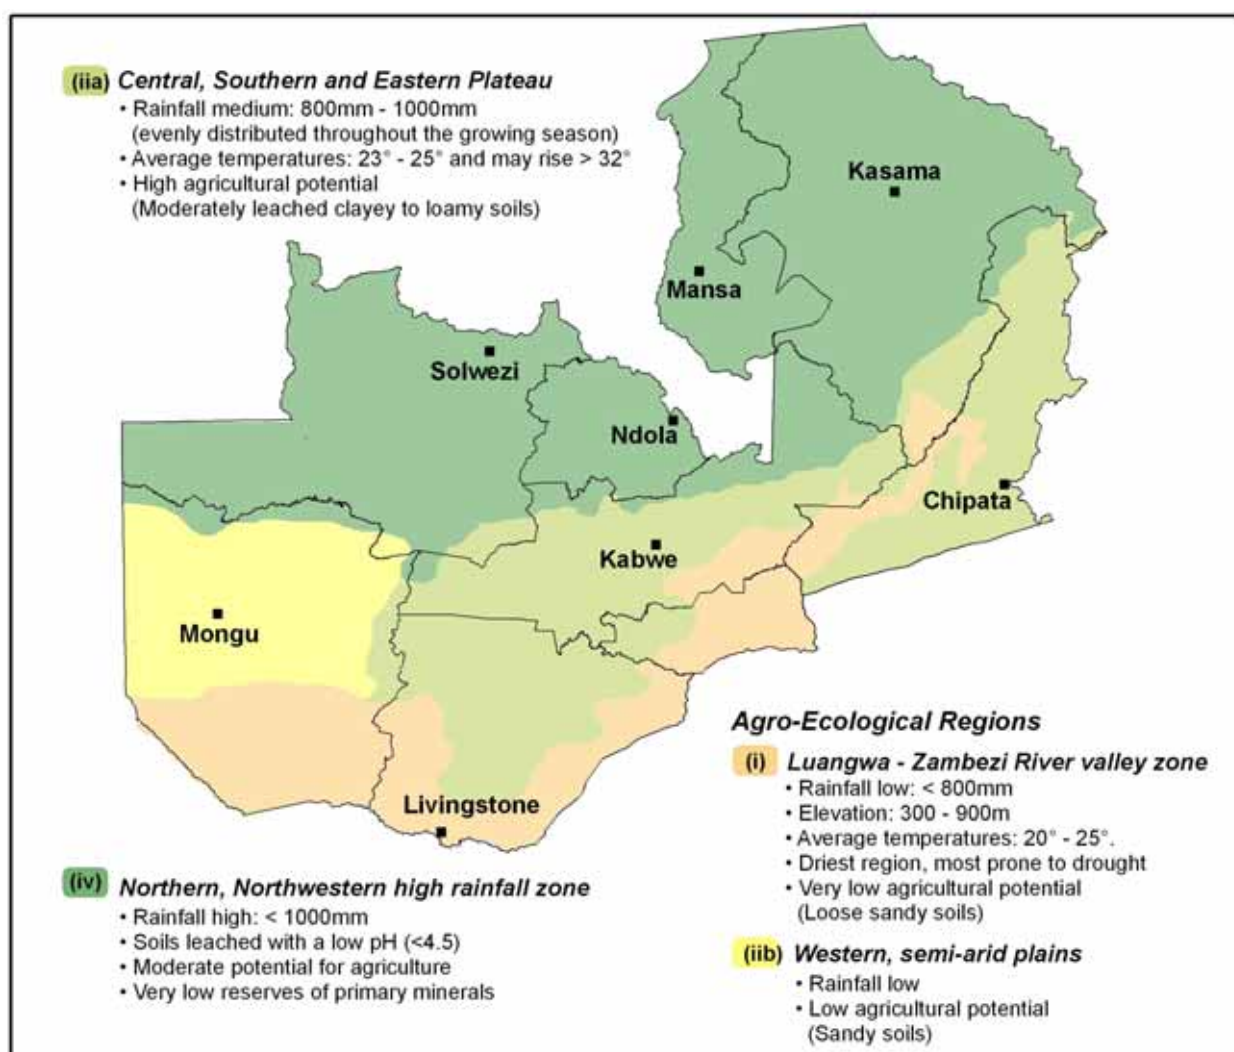 (iia) Central, Southern and Eastern Plateau
• Rainfall medium: 800mm - 1000mm
(evenly distributed throughout the growing season)
• Average temperatures: 23° - 25° and may rise > 32°
• High agricultural potential
(Moderately leached clayey to loamy soils)
Kasama
Mansa
Solwezi
Ndola
Chipata
Kabwe
Mongu
Livingstone
Agro-Ecological Regions
(i) Luangwa - Zambezi River valley zone
• Rainfall low: < 800mm
• Elevation: 300 - 900m
• Average temperatures: 20° - 25°.
• Driest region, most prone to drought
• Very low agricultural potential
(Loose sandy soils)
(iv) Northern, Northwestern high rainfall zone
• Rainfall high: < 1000mm
• Soils leached with a low pH (<4.5)
• Moderate potential for agriculture
• Very low reserves of primary minerals
(iib) Western, semi-arid plains
• Rainfall low
• Low agricultural potential
(Sandy soils)